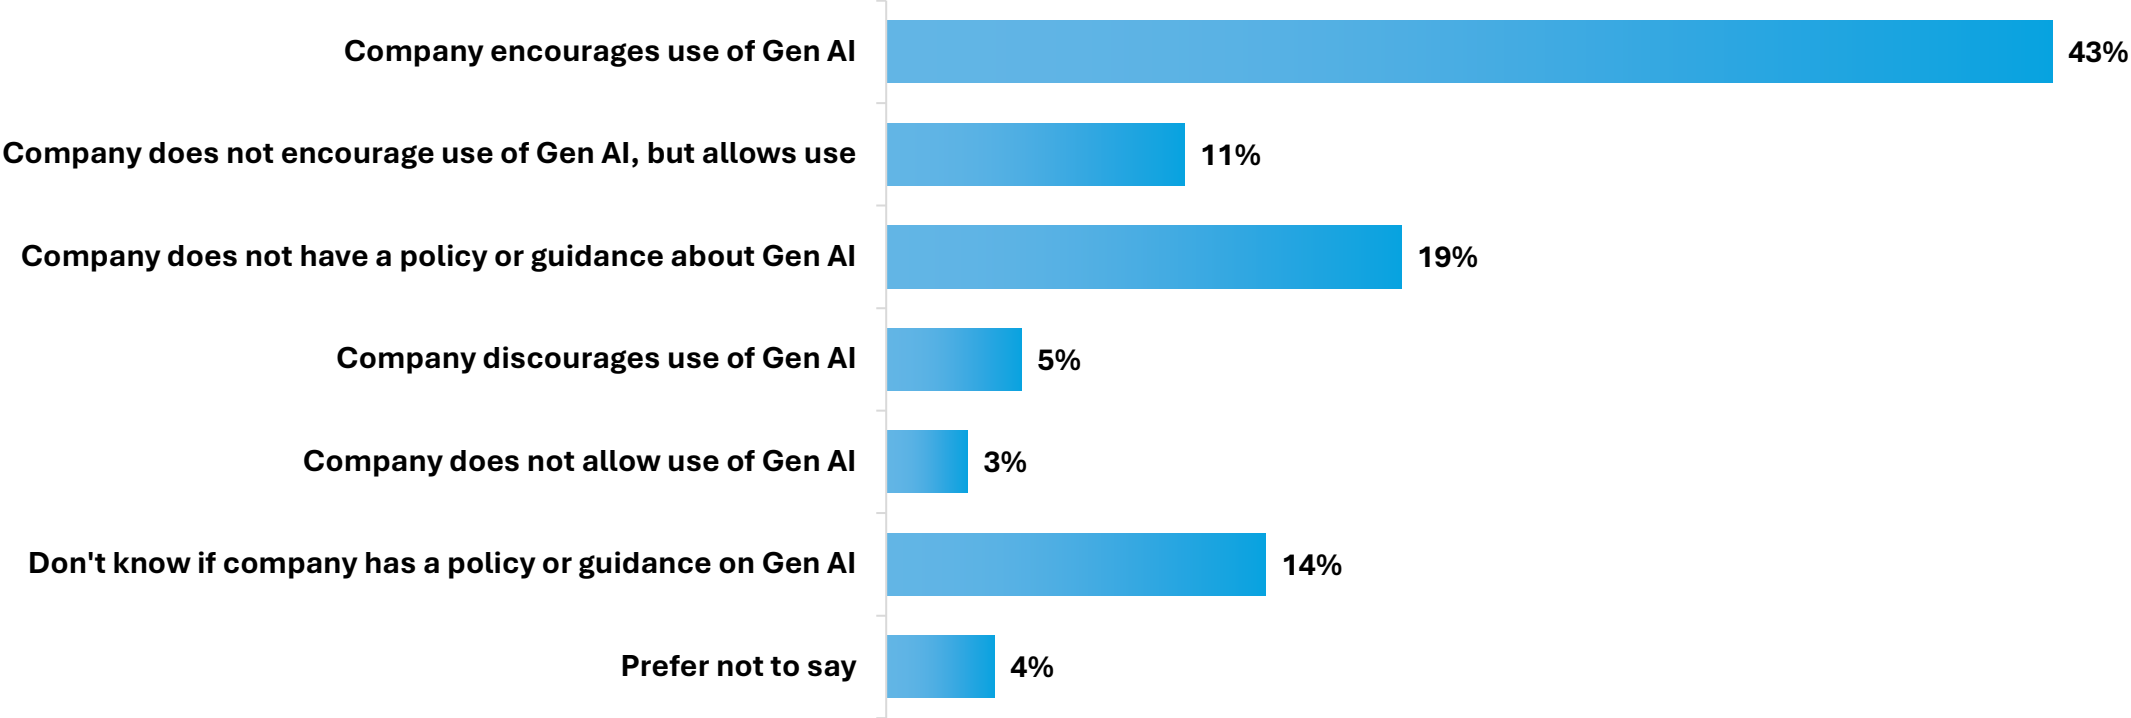 Company encourages use of Gen AI 43%
Company does not encourage use of Gen AI, but allows use 11%
Company does not have a policy or guidance about Gen AI 19%
Company discourages use of Gen AI 5%
Company does not allow use of Gen AI 3%
Don't know if company has a policy or guidance on Gen AI 14%
Prefer not to say 4%